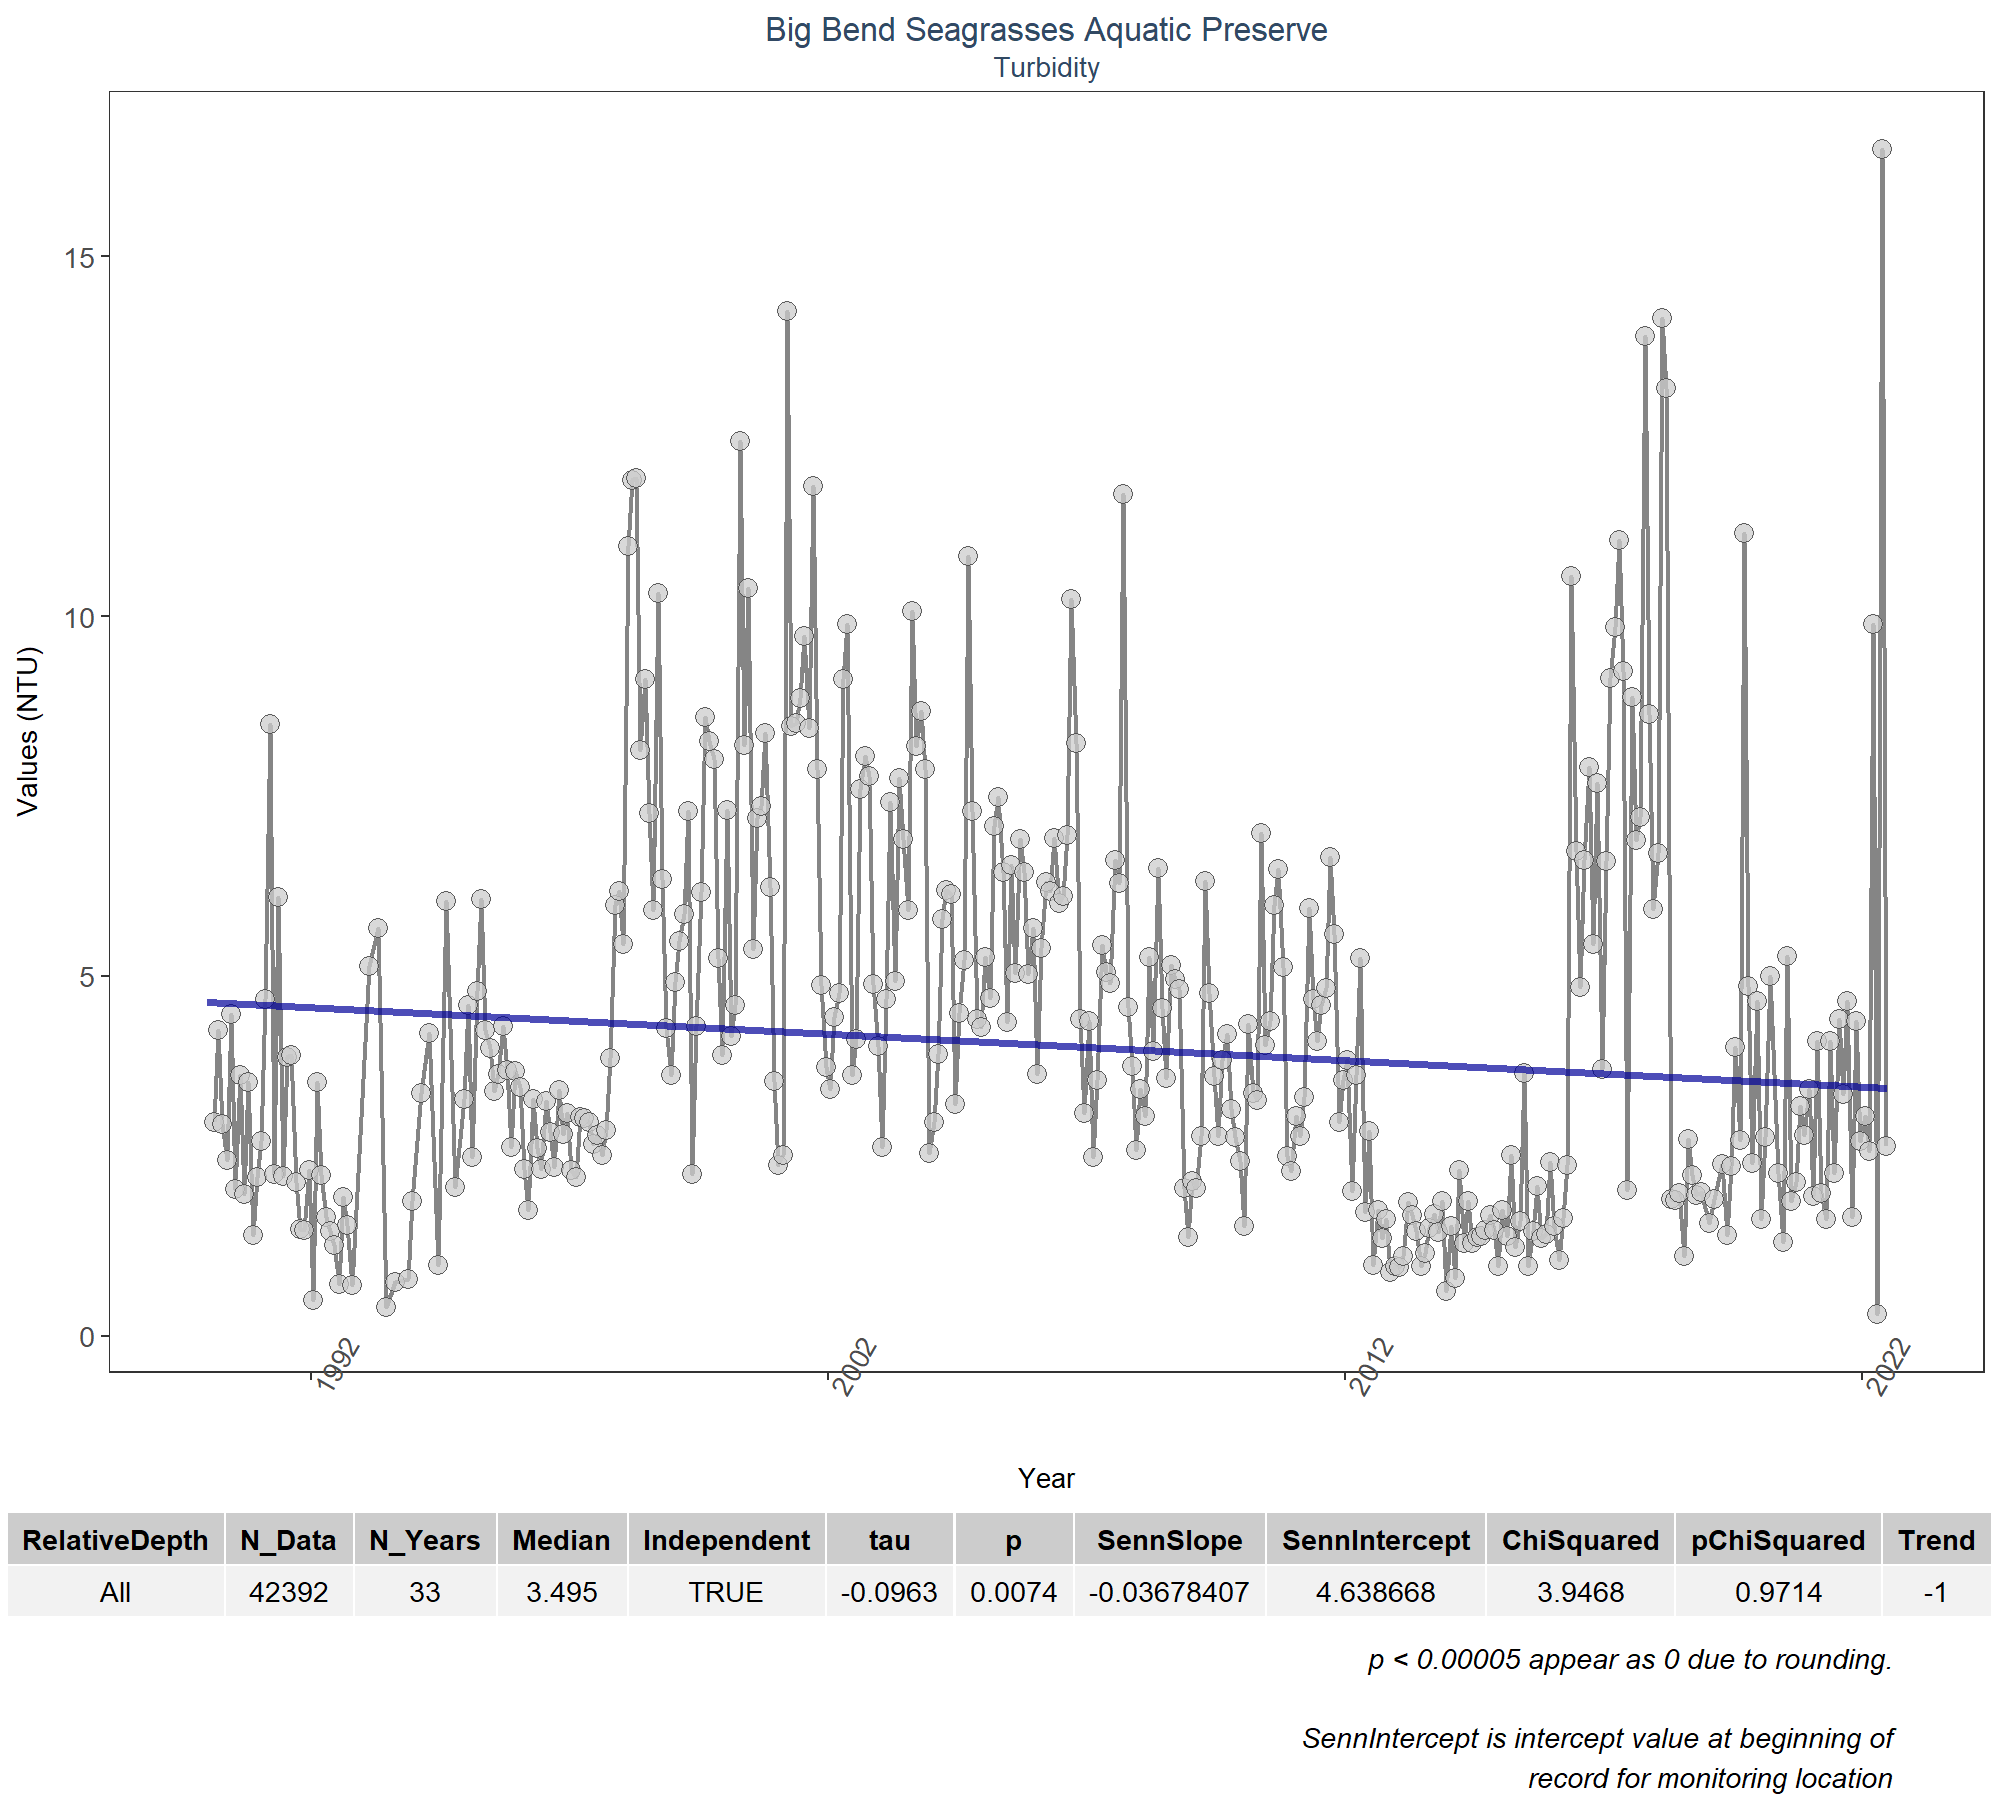 Big Bend Seagrasses Aquatic Preserve
Turbidity
Values (NTU)
15
10
5
0
1992 2002 2012 2022
Year
RelativeDepth N_Data N_Years Median Independent tau p SennSlope SennIntercept ChiSquared pChiSquared Trend
All 42392 33 3.495 TRUE -0.0963 0.0074 -0.03678407 4.638668 3.9468 0.9714 -1
p < 0.00005 appear as 0 due to rounding.
SennIntercept is intercept value at beginning of
record for monitoring location